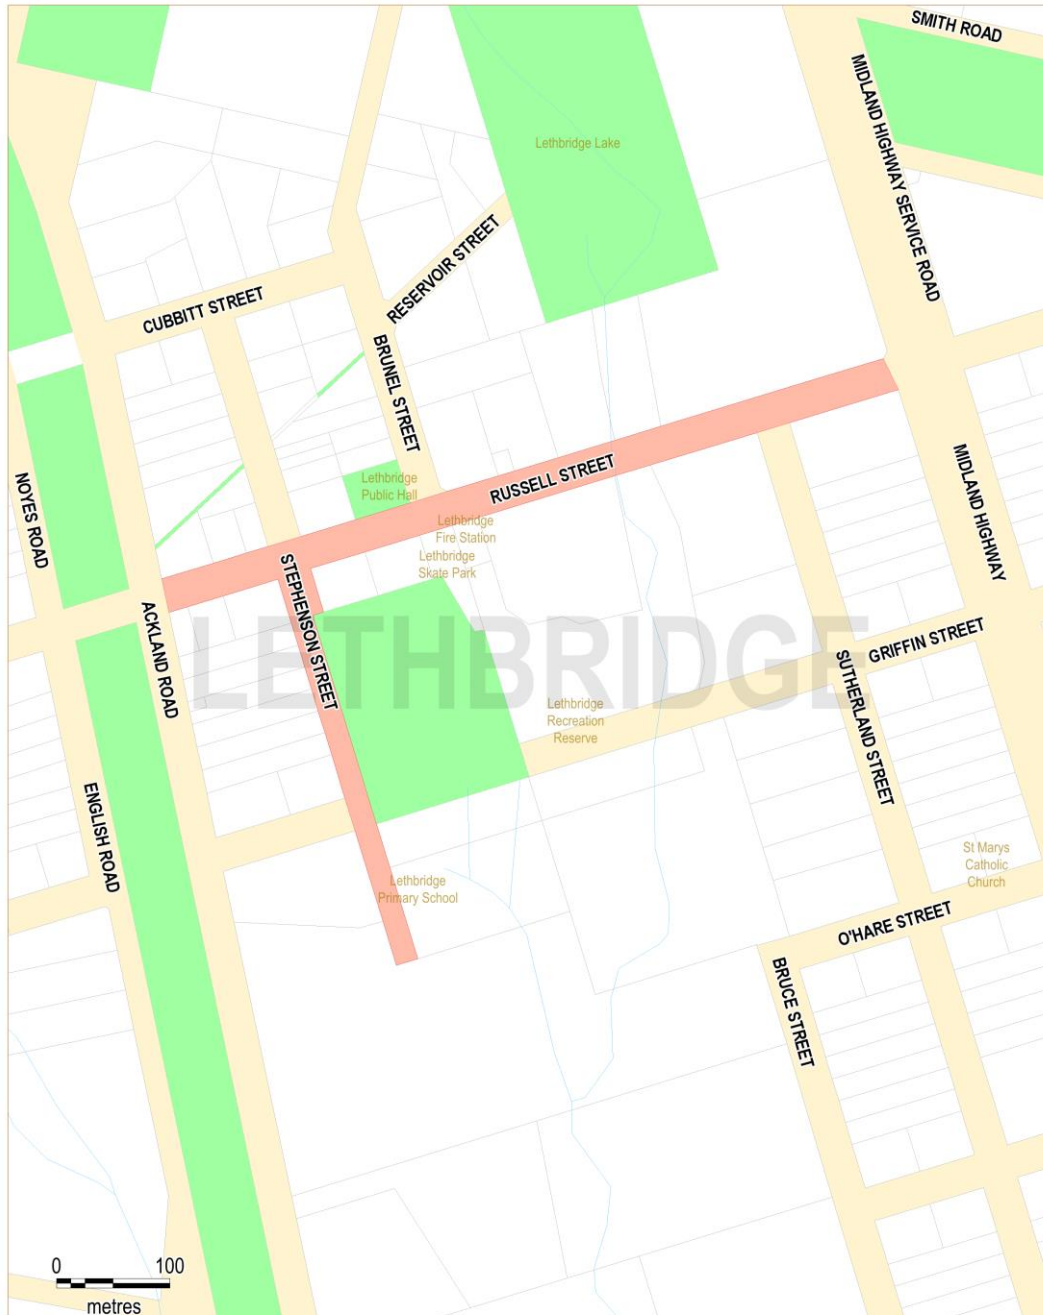 SMITH ROAD
MIDLAND HIGHWAY SERVICE ROAD
Lethbridge Lake
RESERVOIR STREET
CUBBITT STREET
BRUNEL STREET
RUSSELL STREET
MIDLAND HIGHWAY
NOYES ROAD
Lethbridge
Public Hall
Lethbridge
Fire Station
Lethbridge
Skate Park
STEPHENSON STREET
ACKLAND ROAD
LETHBRIDGE
GRIFFIN STREET
SUTHERLAND STREET
Lethbridge
Recreation
Reserve
ENGLISH ROAD
St Marys
Catholic
Church
Lethbridge
Primary School
O'HARE STREET
BRUCE STREET
0 100
metres